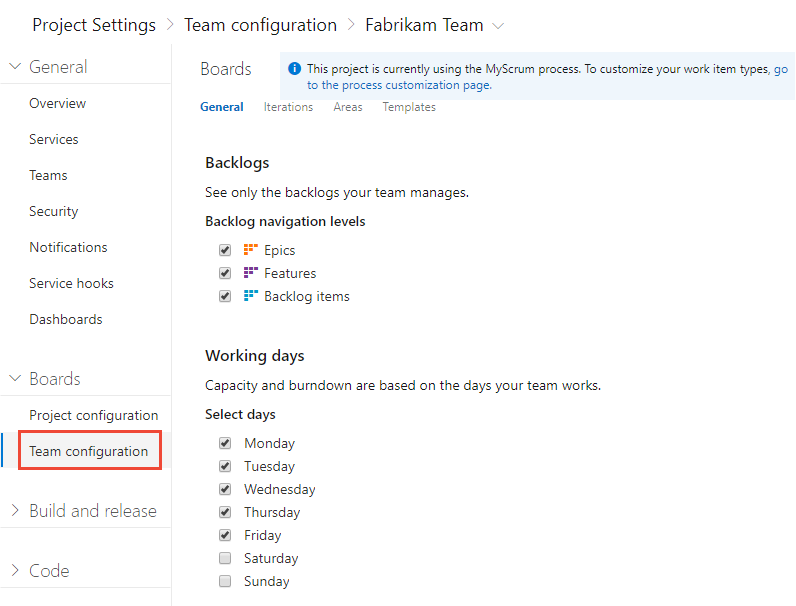 Project Settings > Team configuration > Fabrikam Team
General
Overview
Services
Teams
Security
Notifications
Service hooks
Dashboards
Boards
Project configuration
Team configuration
Build and release
Code
Boards
This project is currently using the MyScrum process. To customize your work item types, go
to the process customization page.
General Iterations Areas Templates
Backlogs
See only the backlogs your team manages.
Backlog navigation levels
Epics
Features
Backlog items
Working days
Capacity and burndown are based on the days your team works.
Select days
Monday
Tuesday
Wednesday
Thursday
Friday
Saturday
Sunday